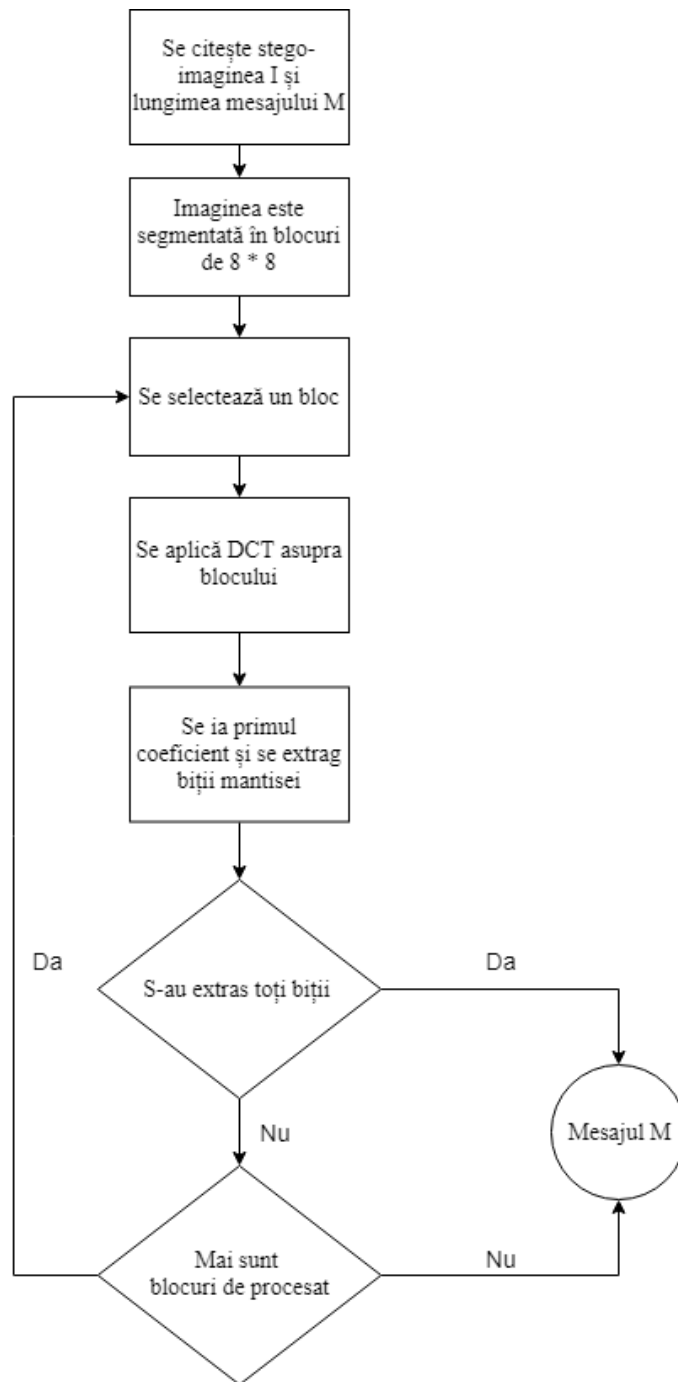 Se citește stego-
imaginea I și
lungimea mesajului M
Imaginea este
segmentată în blocuri
de 8 * 8
Se selectează un bloc
Se aplică DCT asupra
blocului
Se ia primul
coeficient și se extrag
biții mantisei
Da
Da
S-au extras toți biții
Nu
Mesajul M
Mai sunt
blocuri de procesat
Nu